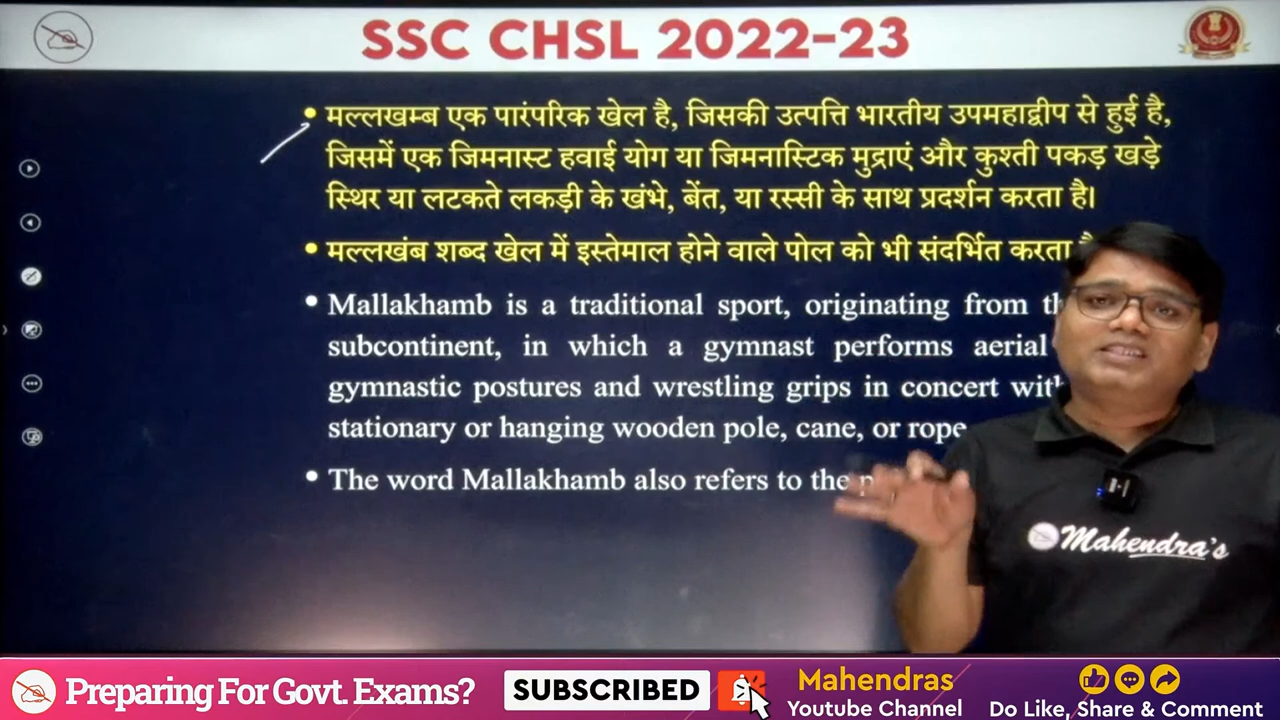 SSC CHSL 2022-23
• मल्लखम्ब एक पारंपरिक खेल है, जिसकी उत्पत्ति भारतीय उपमहाद्वीप से हुई है,
जिसमें एक जिमनास्ट हवाई योग या जिमनास्टिक मुद्राएं और कुश्ती पकड़ खड़े
स्थिर या लटकते लकड़ी के खंभे, बेंत, या रस्सी के साथ प्रदर्शन करता है।
• मल्लखंब शब्द खेल में इस्तेमाल होने वाले पोल को भी संदर्भित करता
• Mallakhamb is a traditional sport, originating from
subcontinent, in which a gymnast performs aerial
gymnastic postures and wrestling grips in concert
stationary or hanging wooden pole, cane, or rope
• The word Mallakhamb also refers to the
Mahendra's
Preparing For Govt. Exams?
SUBSCRIBED
Mahendras
Youtube Channel
Do Like, Share & Comment